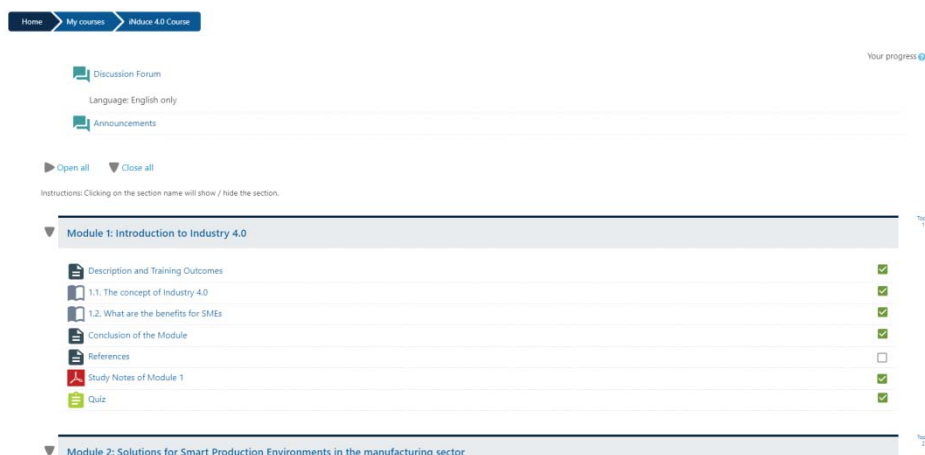 Home
My courses
iNduce 4.0 Course
Your progress
Discussion Forum
Language: English only
Announcements
Open all
Close all
Instructions: Clicking on the section name will show / hide the section.
Module 1: Introduction to Industry 4.0
Description and Training Outcomes
1.1. The concept of Industry 4.0
1.2. What are the benefits for SMEs
Conclusion of the Module
References
Study Notes of Module 1
Quiz
Module 2: Solutions for Smart Production Environments in the manufacturing sector